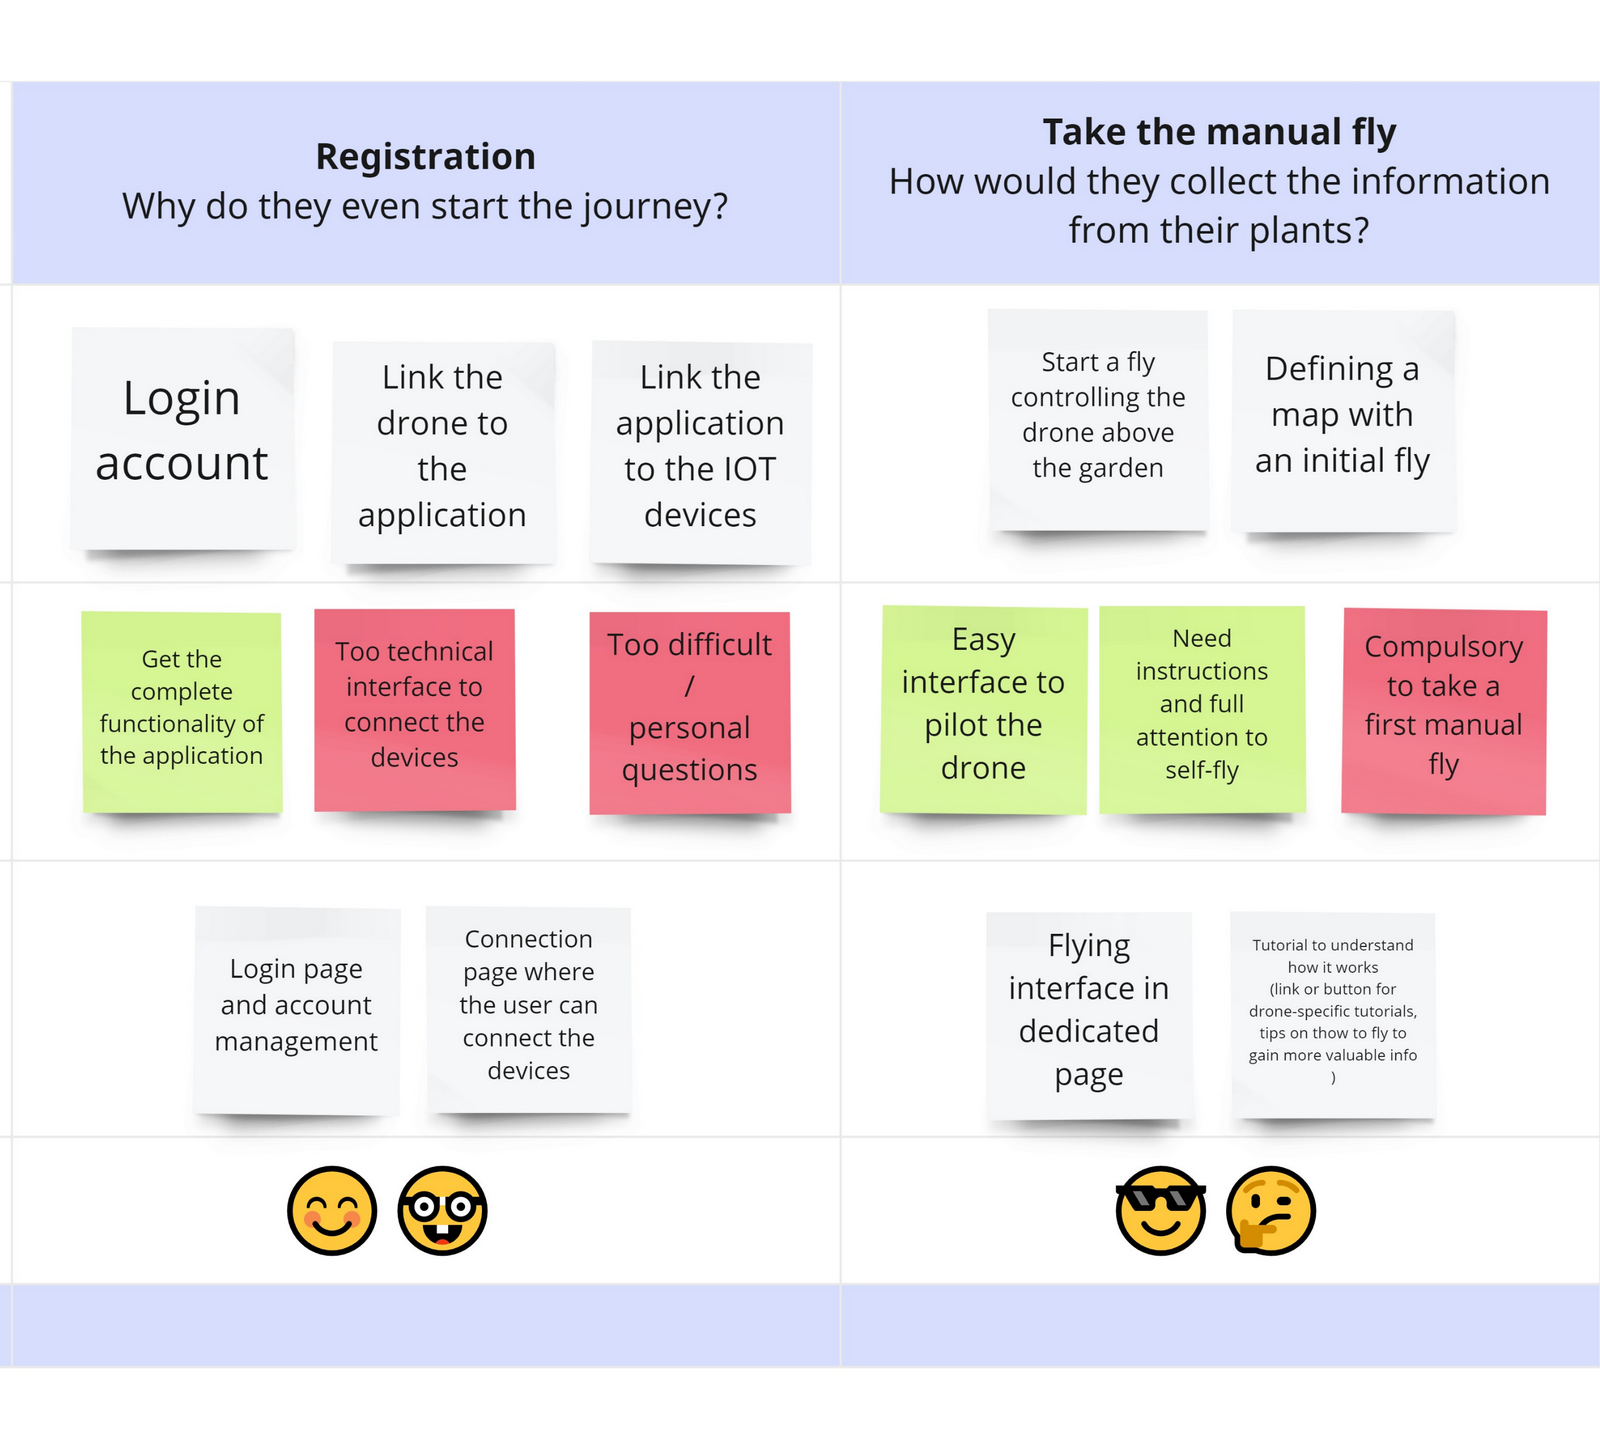 Registration
Why do they even start the journey?
Take the manual fly
How would they collect the information
from their plants?
Login
account
Link the
drone to
the
application
Link the
application
to the IOT
devices
Start a fly
controlling the
drone above
the garden
Defining a
map with
an initial fly
Get the
complete
functionality of
the application
Too technical
interface to
connect the
devices
Too difficult
/
personal
questions
Easy
interface to
pilot the
drone
Need
instructions
and full
attention to
self-fly
Compulsory
to take a
first manual
fly
Login page
and account
management
Connection
page where
the user can
connect the
devices
Flying
interface in
dedicated
page
Tutorial to understand
how it works
(link or button for
drone-specific tutorials,
tips on thow to fly to
gain more valuable info
)